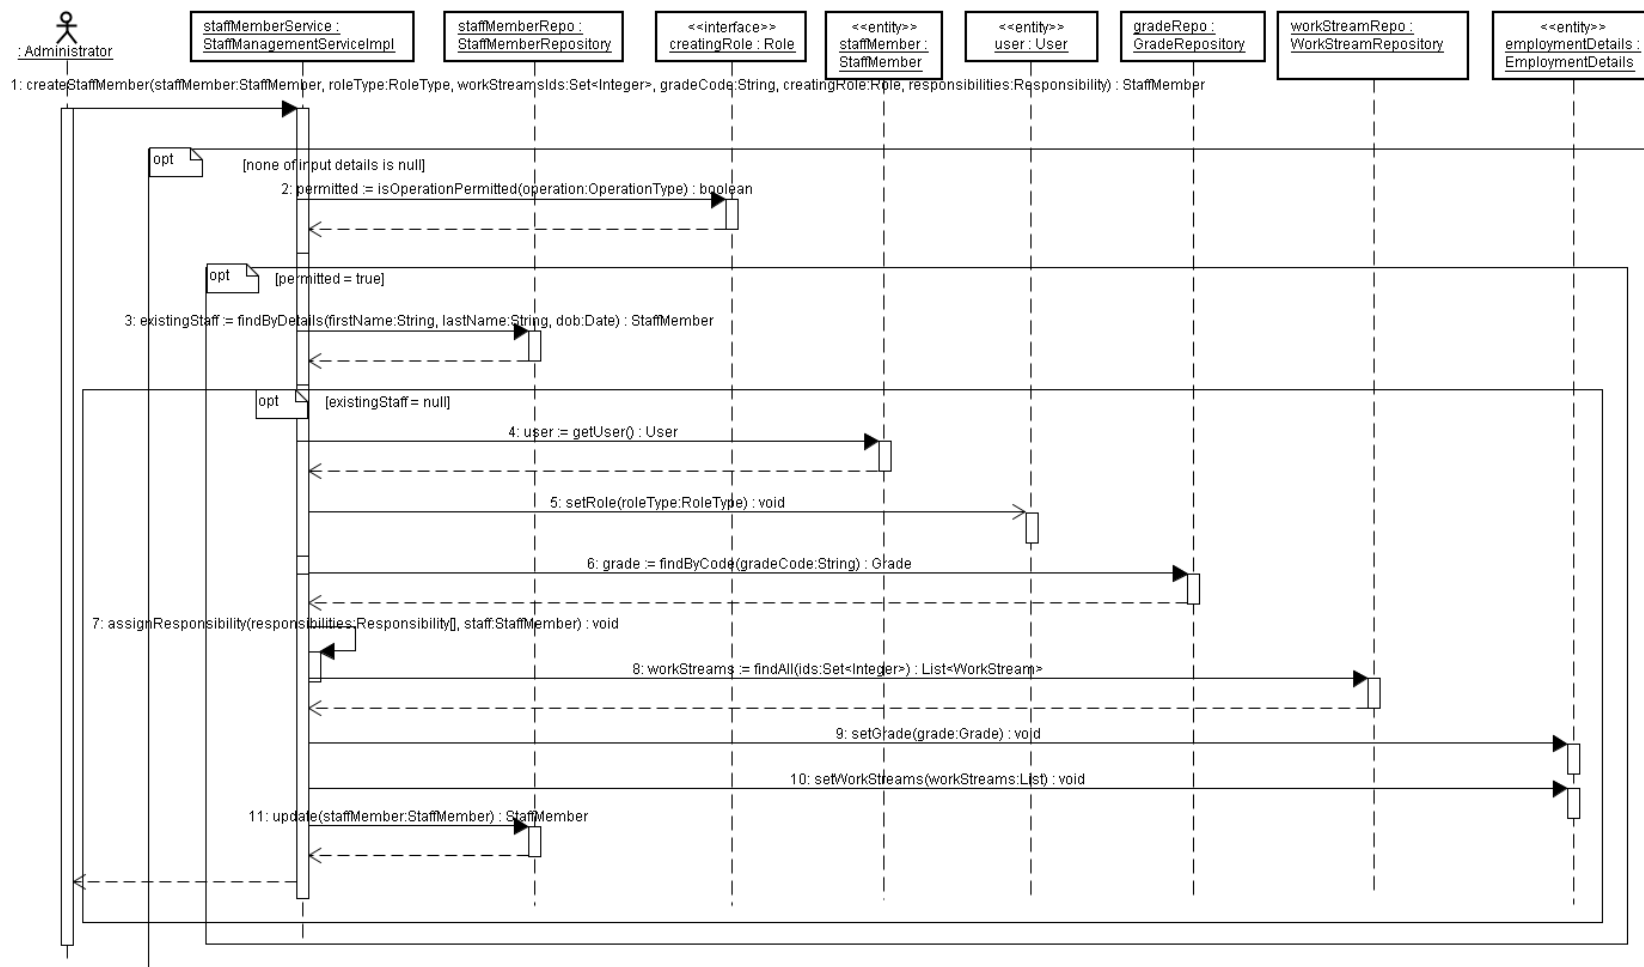 : Administrator
staffMemberService :
StaffManagementServiceImpl
staffMemberRepo :
StaffMemberRepository
<<interface>>
creatingRole : Role
<<entity>>
staffMember :
StaffMember
<<entity>>
user : User
gradeRepo :
GradeRepository
workStreamRepo :
WorkStreamRepository
<<entity>>
employmentDetails :
EmploymentDetails
1: createStaffMember(staffMember:StaffMember, roleType:RoleType, workStreamsIds:Set<Integer>, gradeCode:String, creatingRole:Role, responsibilities:Responsibility) : StaffMember
opt
[none of input details is null]
2: permitted := isOperationPermitted(operation:OperationType) : boolean
opt
[permitted = true]
3: existingStaff := findByDetails(firstName:String, lastName:String, dob:Date) : StaffMember
opt
[existingStaff = null]
4: user := getUser() : User
5: setRole(roleType:RoleType) : void
6: grade := findByCode(gradeCode:String) : Grade
7: assignResponsibility(responsibilities:Responsibility[], staff:StaffMember) : void
8: workStreams := findAll(ids:Set<Integer>) : List<WorkStream>
9: setGrade(grade:Grade) : void
10: setWorkStreams(workStreams:List) : void
11: update(staffMember:StaffMember) : StaffMember